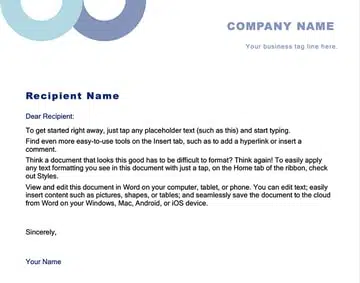 COMPANY NAME
Your business tag line here.
Recipient Name
Dear Recipient:
To get started right away, just tap any placeholder text (such as this) and start typing.
Find even more easy-to-use tools on the Insert tab, such as to add a hyperlink or insert a
comment.
Think a document that looks this good has to be difficult to format? Think again! To easily apply
any text formatting you see in this document with just a tap, on the Home tab of the ribbon, check
out Styles.
View and edit this document in Word on your computer, tablet, or phone. You can edit text; easily
insert content such as pictures, shapes, or tables; and seamlessly save the document to the cloud
from Word on your Windows, Mac, Android, or iOS device.
Sincerely,
Your Name